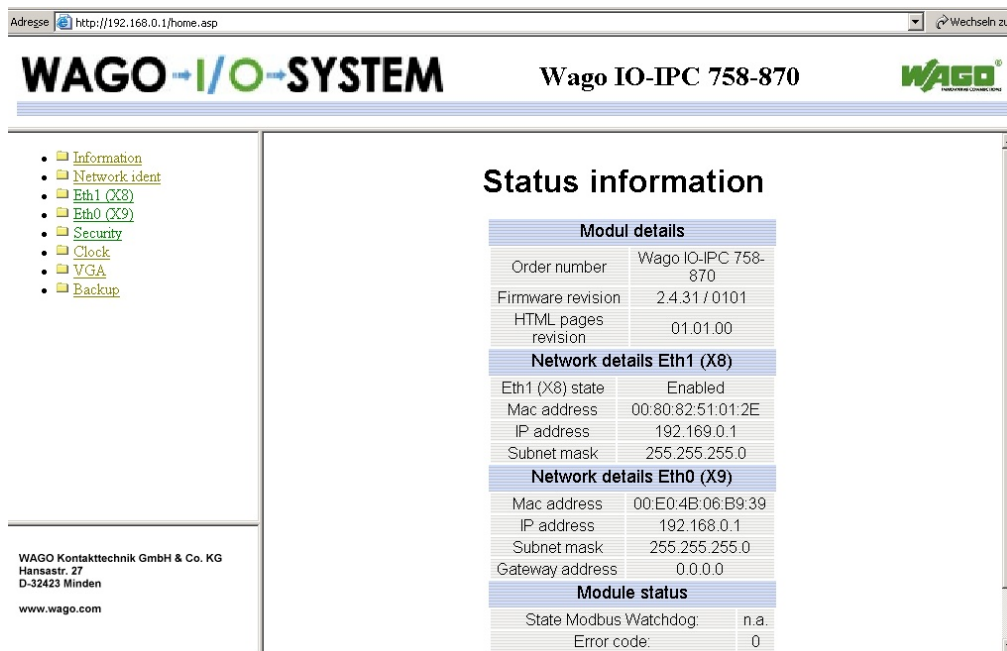 Adresse http://192.168.0.1/home.asp Wechseln zu
WAGO I/O SYSTEM
Wago IO-IPC 758-870
WAGO®
Information
Network ident
Eth1 (X8)
Eth0 (X9)
Security
Clock
VGA
Backup
WAGO Kontakttechnik GmbH & Co. KG
Hansastr. 27
D-32423 Minden
www.wago.com
Status information
Modul details
Order number Wago IO-IPC 758-
870
Firmware revision 2.4.31 / 0101
HTML pages
revision 01.01.00
Network details Eth1 (X8)
Eth1 (X8) state Enabled
Mac address 00:80:82:51:01:2E
IP address 192.169.0.1
Subnet mask 255.255.255.0
Network details Eth0 (X9)
Mac address 00:E0:4B:06:B9:39
IP address 192.168.0.1
Subnet mask 255.255.255.0
Gateway address 0.0.0.0
Module status
State Modbus Watchdog: n.a.
Error code: 0